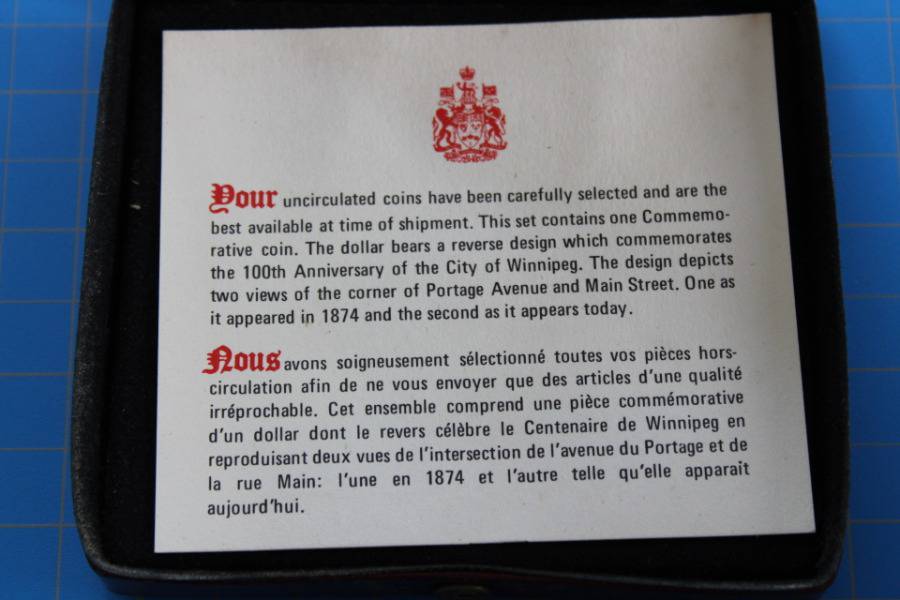 Your uncirculated coins have been carefully selected and are the
best available at time of shipment. This set contains one Commemo-
rative coin. The dollar bears a reverse design which commemorates
the 100th Anniversary of the City of Winnipeg. The design depicts
two views of the corner of Portage Avenue and Main Street. One as
it appeared in 1874 and the second as it appears today.
Nous avons soigneusement sélectionné toutes vos pièces hors-
circulation afin de ne vous envoyer que des articles d'une qualité
irréprochable. Cet ensemble comprend une pièce commémorative
d'un dollar dont le revers célèbre le Centenaire de Winnipeg en
reproduisant deux vues de l'intersection de l'avenue du Portage et de
la rue Main: l'une en 1874 et l'autre telle qu'elle apparait
aujourd'hui.